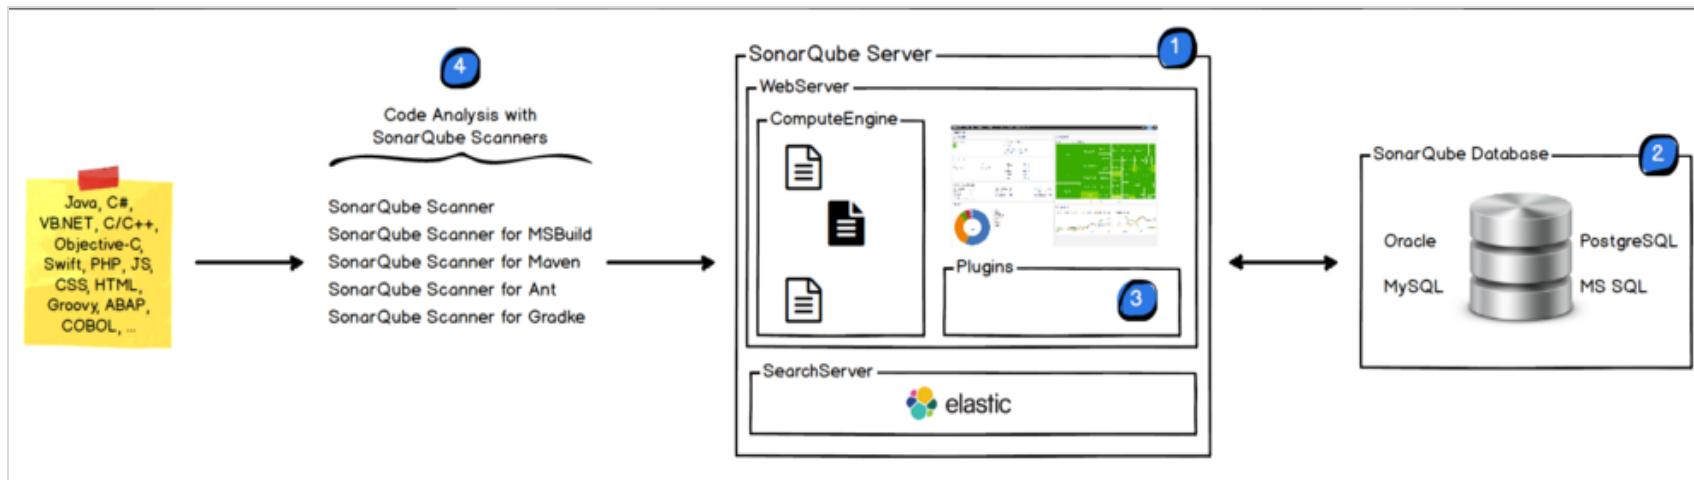 Java, C#,
VB.NET, C/C++,
Objective-C,
Swift, PHP, JS,
CSS, HTML,
Groovy, ABAP,
COBOL, ...
4
Code Analysis with
SonarQube Scanners
SonarQube Scanner
SonarQube Scanner for MSBuild
SonarQube Scanner for Maven
SonarQube Scanner for Ant
SonarQube Scanner for Gradke
1
SonarQube Server
WebServer
ComputeEngine
Plugins
3
SearchServer
elastic
2
SonarQube Database
Oracle
PostgreSQL
MySQL
MS SQL